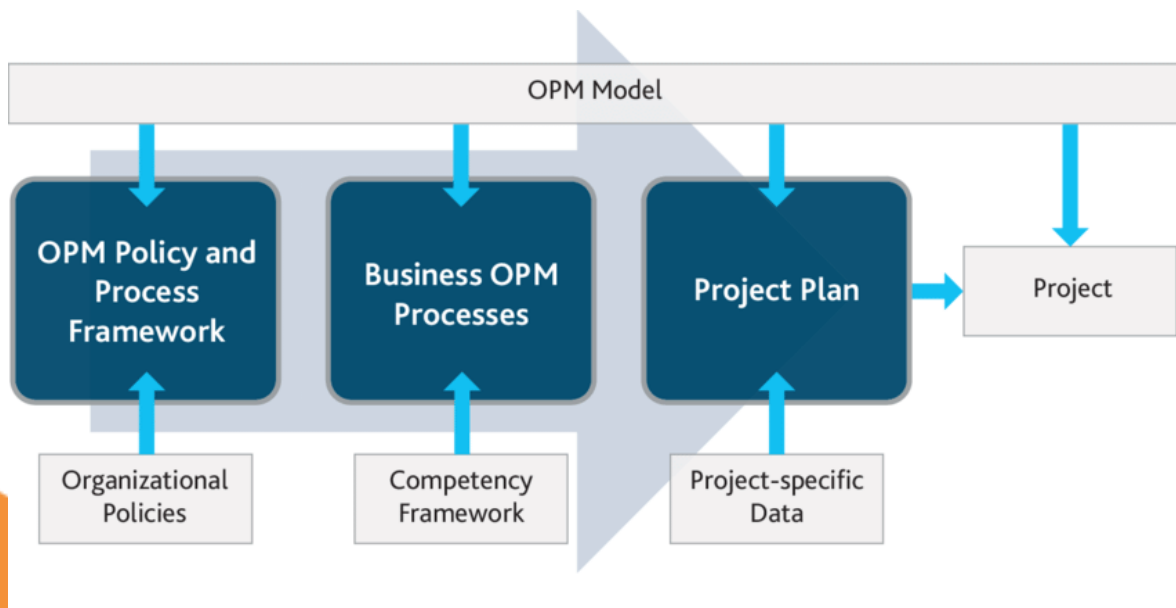 OPM Model
OPM Policy and
Process
Framework
Business OPM
Processes
Project Plan
Project
Organizational
Policies
Competency
Framework
Project-specific
Data